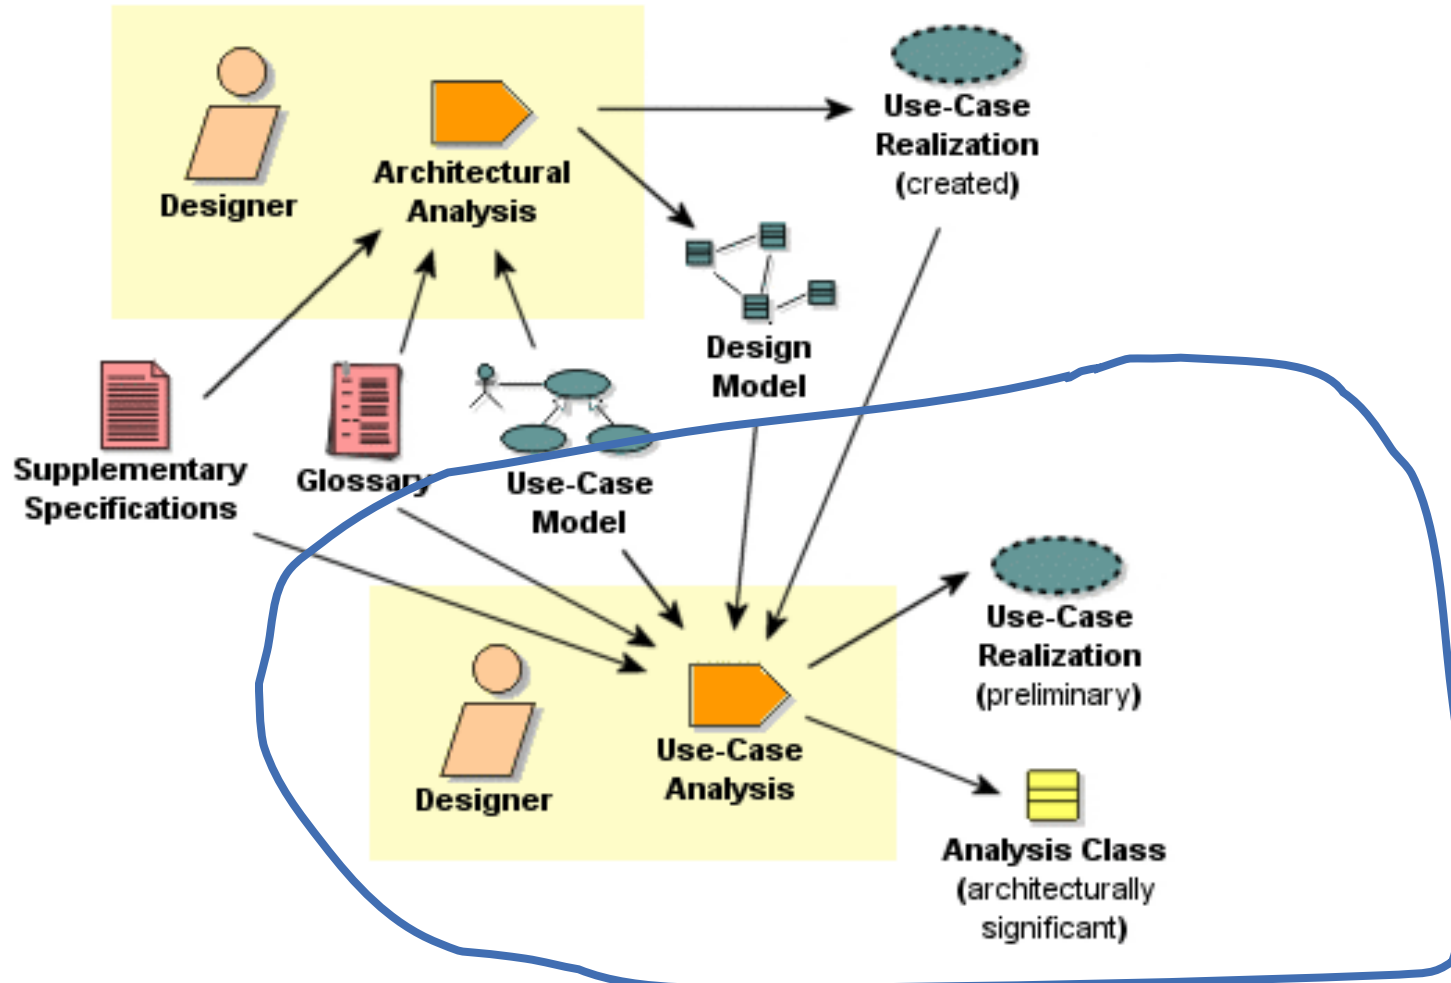 Use-Case
Realization
(created)
Designer
Architectural
Analysis
Design
Model
Supplementary
Specifications
Glossary
Use-Case
Model
Use-Case
Realization
(preliminary)
Designer
Use-Case
Analysis
Analysis Class
(architecturally
significant)